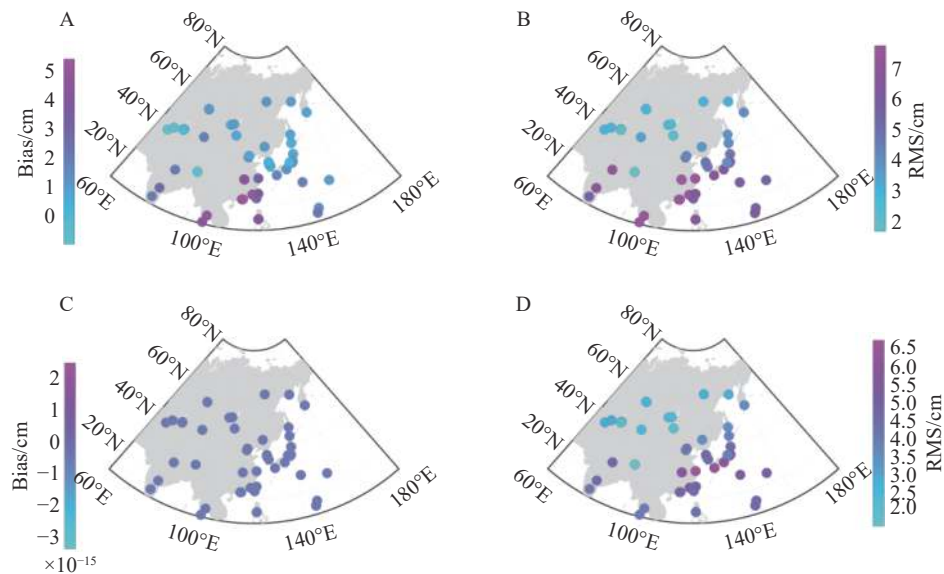 A
B
80°N
60°N
40°N
20°N
60°E
100°E
140°E
180°E
5
4
3
2
1
0
Bias/cm
80°N
60°N
40°N
20°N
60°E
100°E
140°E
180°E
7
6
5
4
3
2
RMS/cm
C
D
80°N
60°N
40°N
20°N
60°E
100°E
140°E
180°E
2
1
0
−1
−2
−3
×10⁻¹⁵
Bias/cm
80°N
60°N
40°N
20°N
60°E
100°E
140°E
180°E
6.5
6.0
5.5
5.0
4.5
4.0
3.5
3.0
2.5
2.0
RMS/cm